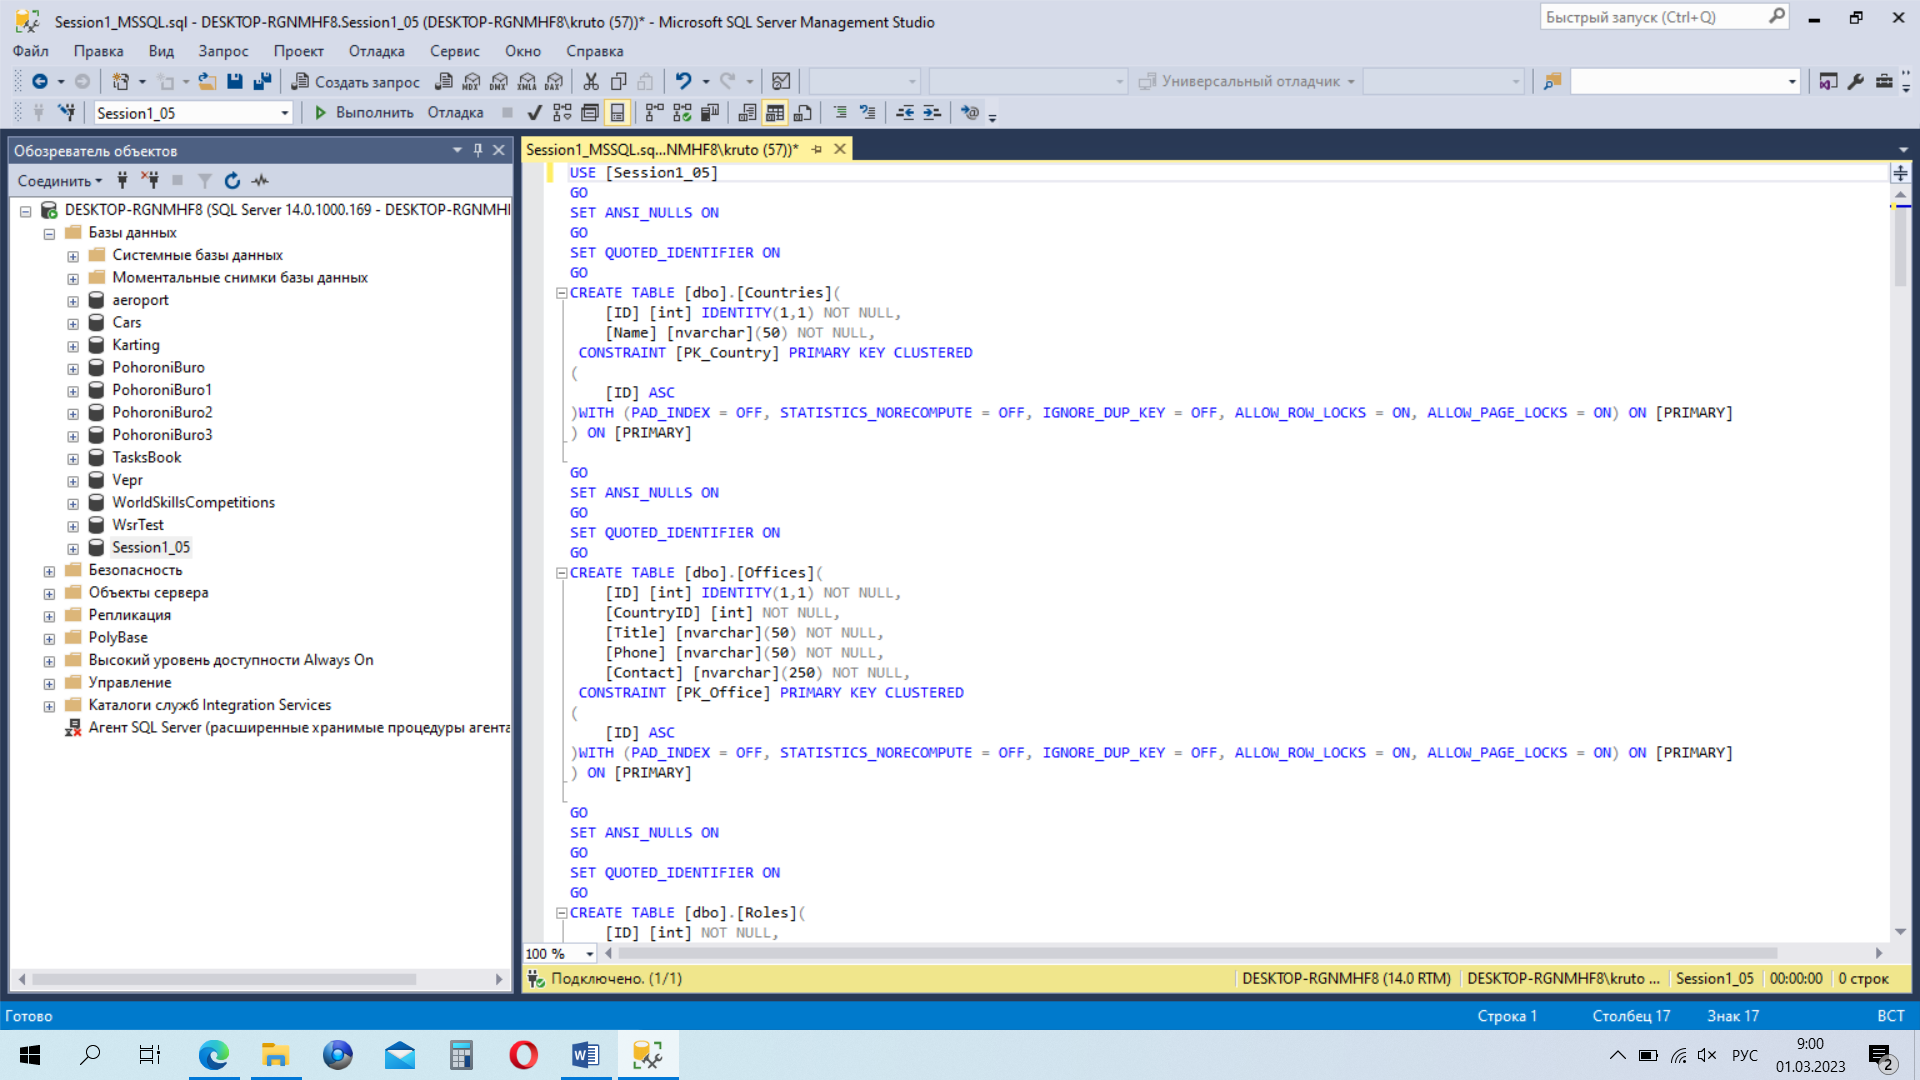 Session1_MSSQL.sql - DESKTOP-RGNMHF8.Session1_05 (DESKTOP-RGNMHF8\kruto (57))* - Microsoft SQL Server Management Studio
Быстрый запуск (Ctrl+Q)
Файл Правка Вид Запрос Проект Отладка Сервис Окно Справка
Создать запрос MDX DMX XMLA DAX Универсальный отладчик
Session1_05 Выполнить Отладка
Обозреватель объектов
Соединить
DESKTOP-RGNMHF8 (SQL Server 14.0.1000.169 - DESKTOP-RGNMH
Базы данных
Системные базы данных
Моментальные снимки базы данных
aeroport
Cars
Karting
PohoroniBuro
PohoroniBuro1
PohoroniBuro2
PohoroniBuro3
TasksBook
Vepr
WorldSkillsCompetitions
WsrTest
Session1_05
Безопасность
Объекты сервера
Репликация
PolyBase
Высокий уровень доступности Always On
Управление
Каталоги служб Integration Services
Агент SQL Server (расширенные хранимые процедуры агента
Session1_MSSQL.sq...NMHF8\kruto (57))*
USE [Session1_05]
GO
SET ANSI_NULLS ON
GO
SET QUOTED_IDENTIFIER ON
GO
CREATE TABLE [dbo].[Countries](
[ID] [int] IDENTITY(1,1) NOT NULL,
[Name] [nvarchar](50) NOT NULL,
CONSTRAINT [PK_Country] PRIMARY KEY CLUSTERED
(
[ID] ASC
)WITH (PAD_INDEX = OFF, STATISTICS_NORECOMPUTE = OFF, IGNORE_DUP_KEY = OFF, ALLOW_ROW_LOCKS = ON, ALLOW_PAGE_LOCKS = ON) ON [PRIMARY]
) ON [PRIMARY]
GO
SET ANSI_NULLS ON
GO
SET QUOTED_IDENTIFIER ON
GO
CREATE TABLE [dbo].[Offices](
[ID] [int] IDENTITY(1,1) NOT NULL,
[CountryID] [int] NOT NULL,
[Title] [nvarchar](50) NOT NULL,
[Phone] [nvarchar](50) NOT NULL,
[Contact] [nvarchar](250) NOT NULL,
CONSTRAINT [PK_Office] PRIMARY KEY CLUSTERED
(
[ID] ASC
)WITH (PAD_INDEX = OFF, STATISTICS_NORECOMPUTE = OFF, IGNORE_DUP_KEY = OFF, ALLOW_ROW_LOCKS = ON, ALLOW_PAGE_LOCKS = ON) ON [PRIMARY]
) ON [PRIMARY]
GO
SET ANSI_NULLS ON
GO
SET QUOTED_IDENTIFIER ON
GO
CREATE TABLE [dbo].[Roles](
[ID] [int] NOT NULL,
100 %
Подключено. (1/1) DESKTOP-RGNMHF8 (14.0 RTM) DESKTOP-RGNMHF8\kruto ... Session1_05 00:00:00 0 строк
Готово Строка 1 Столбец 17 Знак 17 ВСТ
РУС 9:00
01.03.2023 2